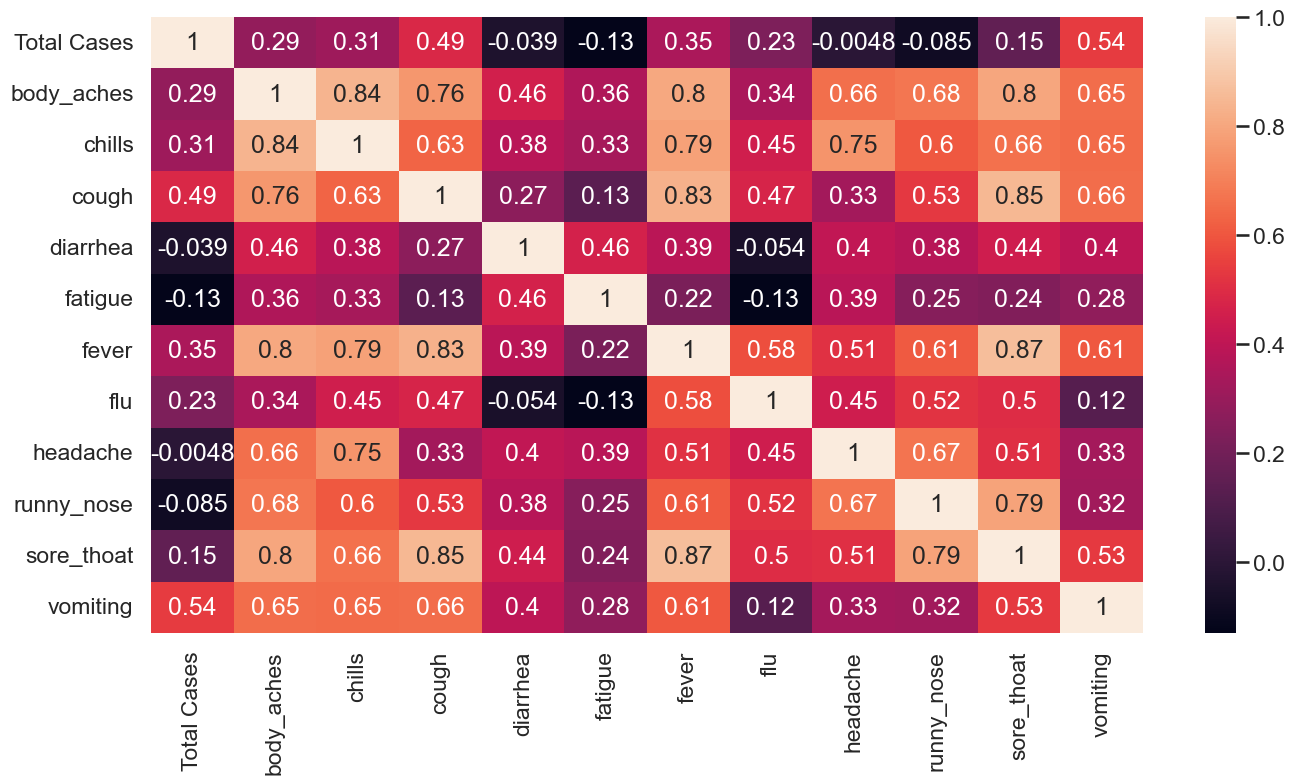 Total Cases 1 0.29 0.31 0.49 -0.039 -0.13 0.35 0.23 -0.0048 -0.085 0.15 0.54
body_aches 0.29 1 0.84 0.76 0.46 0.36 0.8 0.34 0.66 0.68 0.8 0.65
chills 0.31 0.84 1 0.63 0.38 0.33 0.79 0.45 0.75 0.6 0.66 0.65
cough 0.49 0.76 0.63 1 0.27 0.13 0.83 0.47 0.33 0.53 0.85 0.66
diarrhea -0.039 0.46 0.38 0.27 1 0.46 0.39 -0.054 0.4 0.38 0.44 0.4
fatigue -0.13 0.36 0.33 0.13 0.46 1 0.22 -0.13 0.39 0.25 0.24 0.28
fever 0.35 0.8 0.79 0.83 0.39 0.22 1 0.58 0.51 0.61 0.87 0.61
flu 0.23 0.34 0.45 0.47 -0.054 -0.13 0.58 1 0.45 0.52 0.5 0.12
headache -0.0048 0.66 0.75 0.33 0.4 0.39 0.51 0.45 1 0.67 0.51 0.33
runny_nose -0.085 0.68 0.6 0.53 0.38 0.25 0.61 0.52 0.67 1 0.79 0.32
sore_thoat 0.15 0.8 0.66 0.85 0.44 0.24 0.87 0.5 0.51 0.79 1 0.53
vomiting 0.54 0.65 0.65 0.66 0.4 0.28 0.61 0.12 0.33 0.32 0.53 1
Total Cases body_aches chills cough diarrhea fatigue fever flu headache runny_nose sore_thoat vomiting
1.0
0.8
0.6
0.4
0.2
0.0